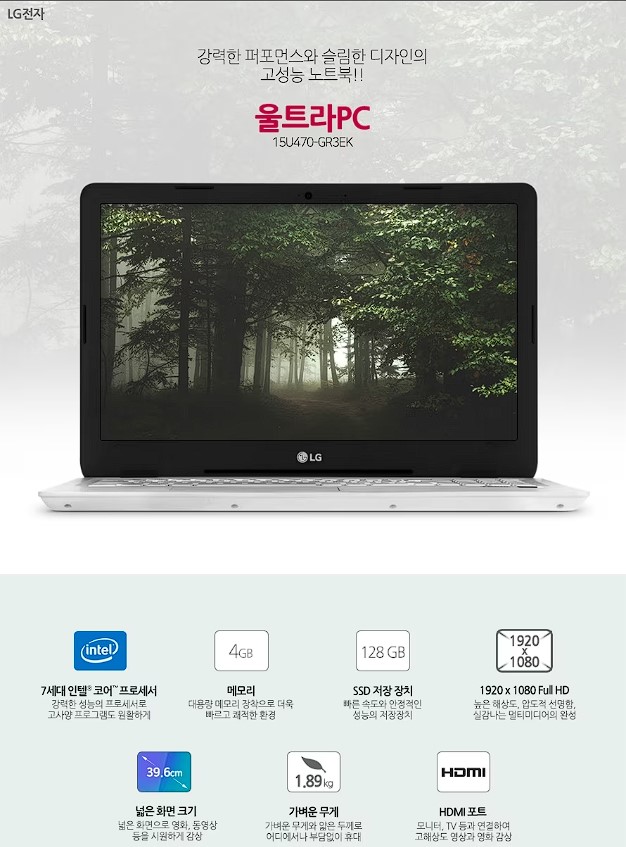 LG전자
강력한 퍼포먼스와 슬림한 디자인의
고성능 노트북!!
울트라PC
15U470-GR3EK
LG
intel
4GB
128 GB
1920
x
1080
7세대 인텔® 코어™ 프로세서
강력한 성능의 프로세서로
고사양 프로그램도 원활하게
메모리
대용량 메모리 장착으로 더욱
빠르고 쾌적한 환경
SSD 저장 장치
빠른 속도와 안정적인
성능의 저장장치
1920 x 1080 Full HD
높은 해상도, 압도적 선명함,
실감나는 멀티미디어의 완성
39.6cm
1.89kg
HDMI
넓은 화면 크기
넓은 화면으로 영화, 동영상
등을 시원하게 감상
가벼운 무게
가벼운 무게와 얇은 두께로
어디에서나 부담없이 휴대
HDMI 포트
모니터, TV 등과 연결하여
고해상도 영상과 영화 감상